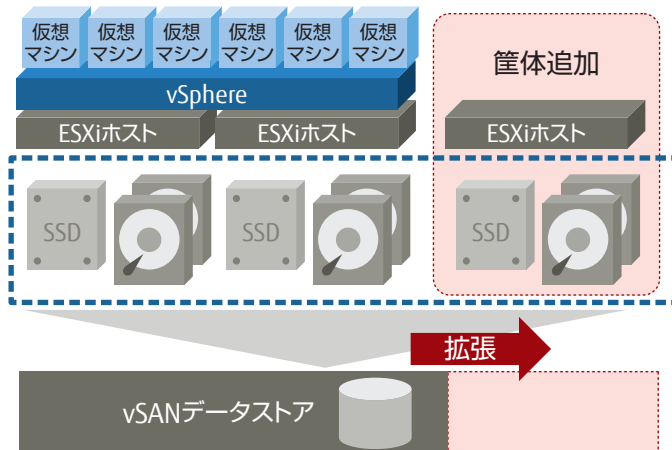 仮想
マシン
仮想
マシン
仮想
マシン
仮想
マシン
仮想
マシン
仮想
マシン
筐体追加
vSphere
ESXiホスト
ESXiホスト
ESXiホスト
SSD
SSD
SSD
拡張
vSANデータストア